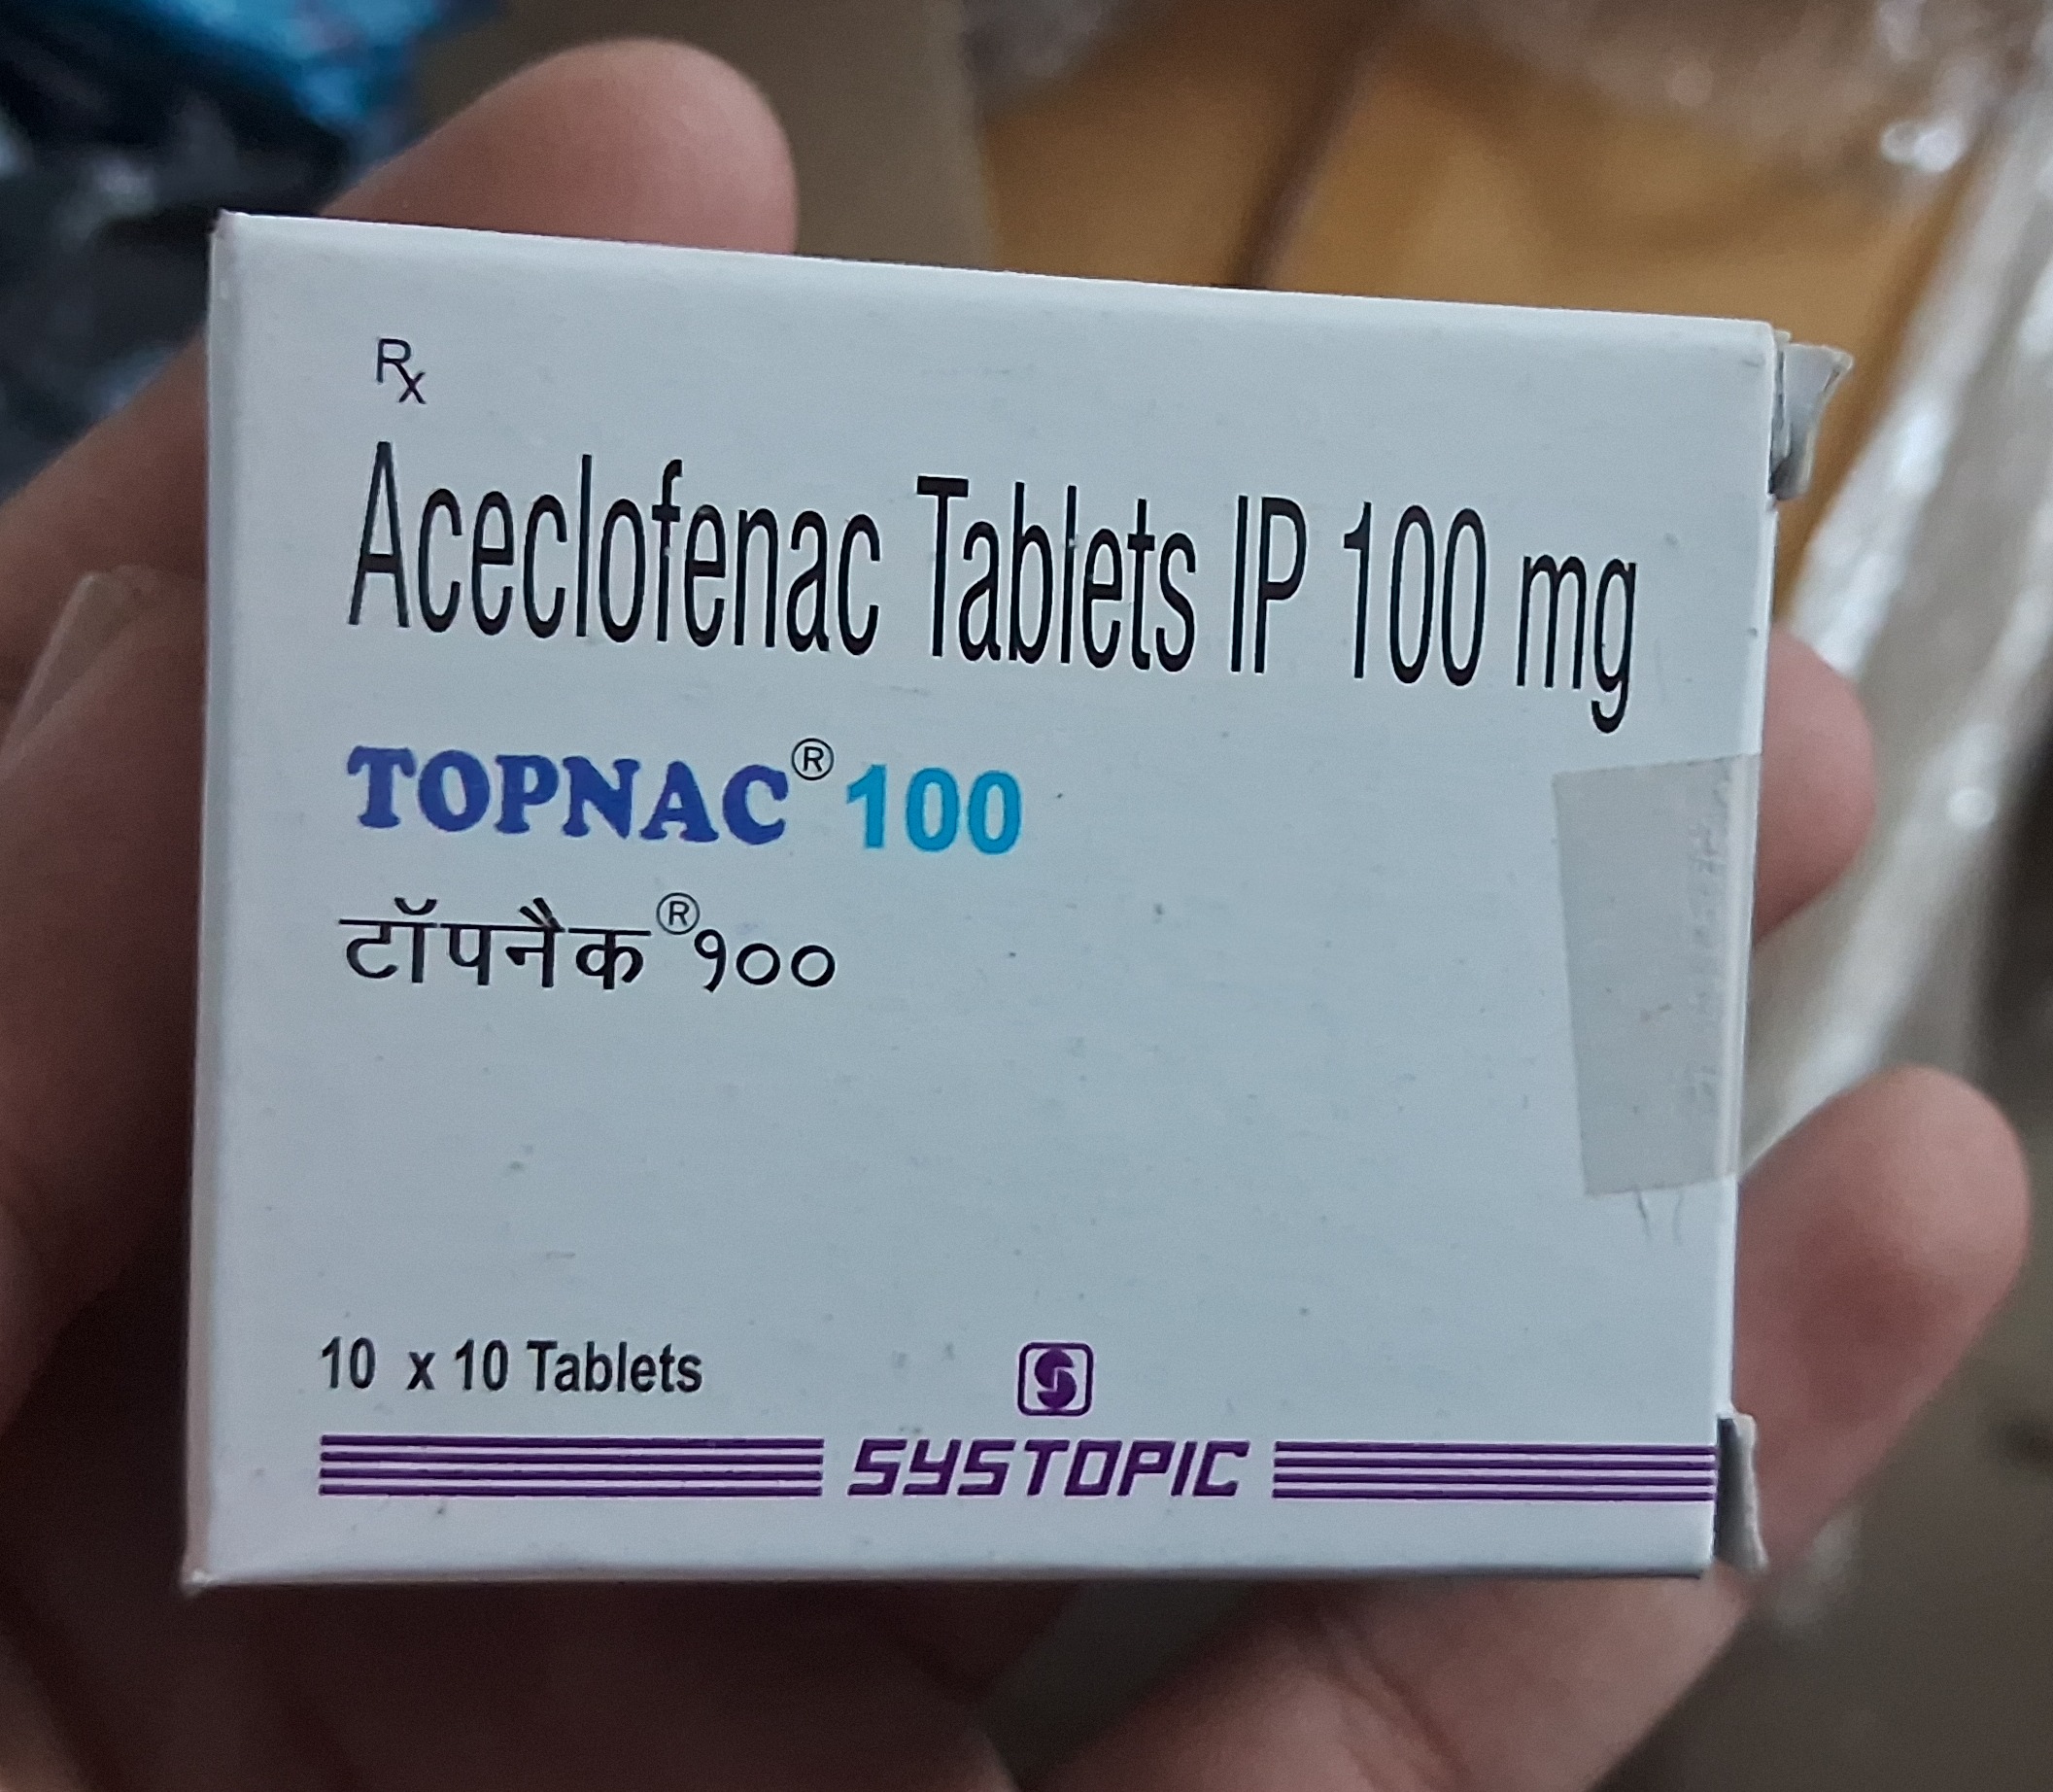 Rx
Aceclofenac Tablets IP 100 mg
TOPNAC® 100
टॉपनैक® १००
10 x 10 Tablets
SYSTOPIC